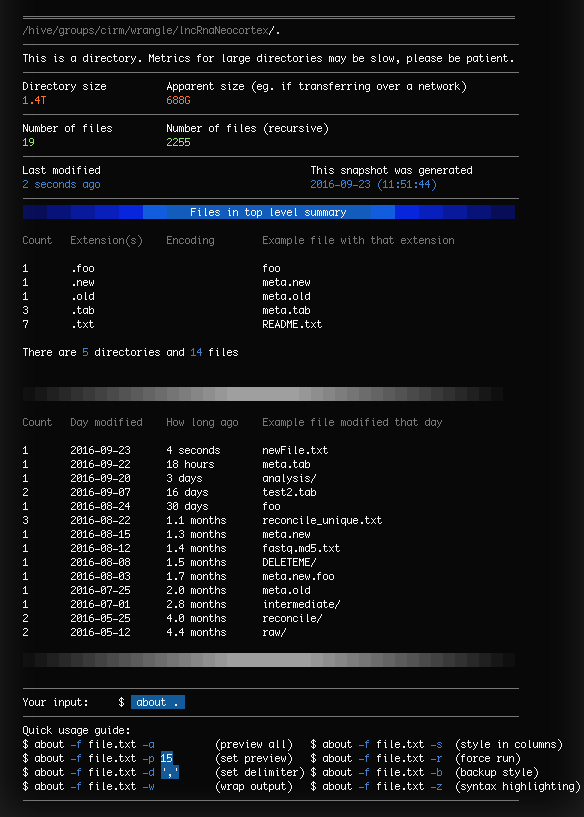 /hive/groups/cirm/wrangle/lncRnaNeocortex/.
This is a directory. Metrics for large directories may be slow, please be patient.
Directory size Apparent size (eg. if transferring over a network)
1.4T 688G
Number of files Number of files (recursive)
19 2255
Last modified This snapshot was generated
2 seconds ago 2016-09-23 (11:51:44)
Files in top level summary
Count Extension(s) Encoding Example file with that extension
1 .foo foo
1 .new meta.new
1 .old meta.old
3 .tab meta.tab
7 .txt README.txt
There are 5 directories and 14 files
Count Day modified How long ago Example file modified that day
1 2016-09-23 4 seconds newFile.txt
1 2016-09-22 18 hours meta.tab
1 2016-09-20 3 days analysis/
2 2016-09-07 16 days test2.tab
1 2016-08-24 30 days foo
3 2016-08-22 1.1 months reconcile_unique.txt
1 2016-08-15 1.3 months meta.new
1 2016-08-12 1.4 months fastq.md5.txt
1 2016-08-08 1.5 months DELETEME/
1 2016-08-03 1.7 months meta.new.foo
1 2016-07-25 2.0 months meta.old
1 2016-07-01 2.8 months intermediate/
2 2016-05-25 4.0 months reconcile/
2 2016-05-12 4.4 months raw/
Your input: $ about .
Quick usage guide:
$ about -f file.txt -a (preview all) $ about -f file.txt -s (style in columns)
$ about -f file.txt -p 15 (set preview) $ about -f file.txt -r (force run)
$ about -f file.txt -d ',' (set delimiter) $ about -f file.txt -b (backup style)
$ about -f file.txt -w (wrap output) $ about -f file.txt -z (syntax highlighting)